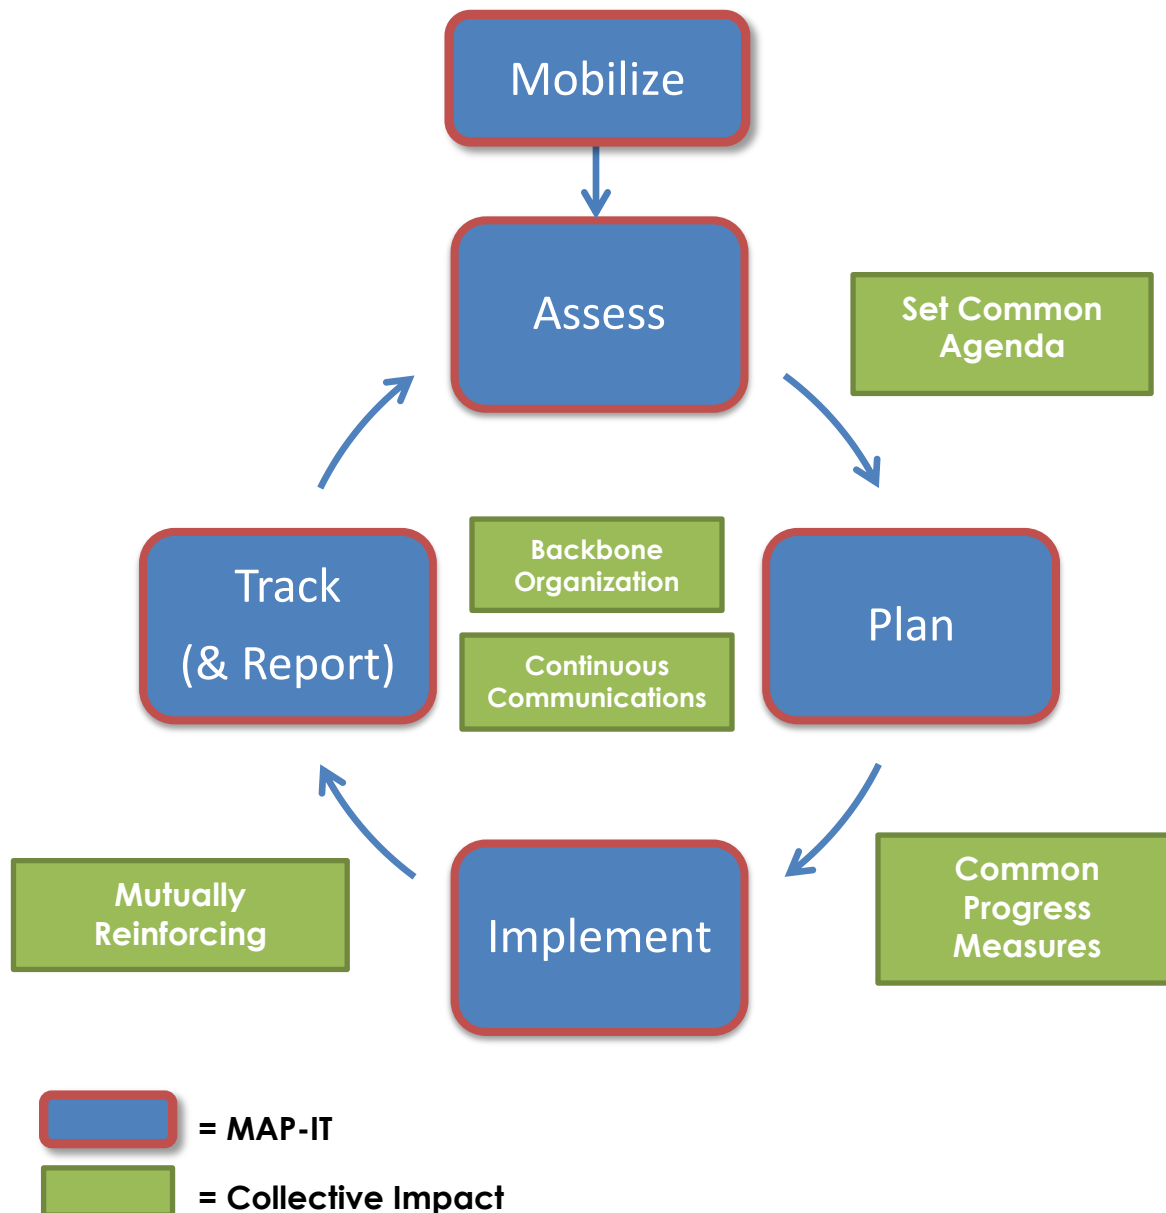 Mobilize
Assess
Set Common
Agenda
Track
(& Report)
Backbone
Organization
Continuous
Communications
Plan
Mutually
Reinforcing
Implement
Common
Progress
Measures
= MAP-IT
= Collective Impact